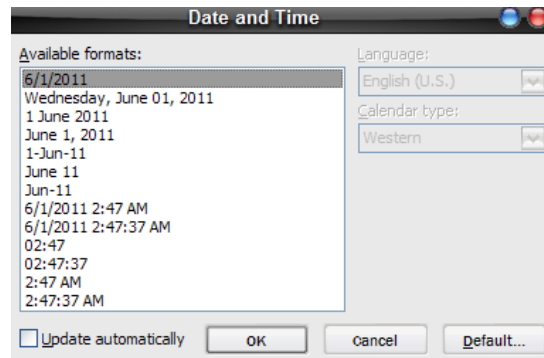 Date and Time
Available formats:
6/1/2011
Wednesday, June 01, 2011
1 June 2011
June 1, 2011
1-Jun-11
June 11
Jun-11
6/1/2011 2:47 AM
6/1/2011 2:47:37 AM
02:47
02:47:37
2:47 AM
2:47:37 AM
Language:
English (U.S.)
Calendar type:
Western
Update automatically
OK
Cancel
Default...